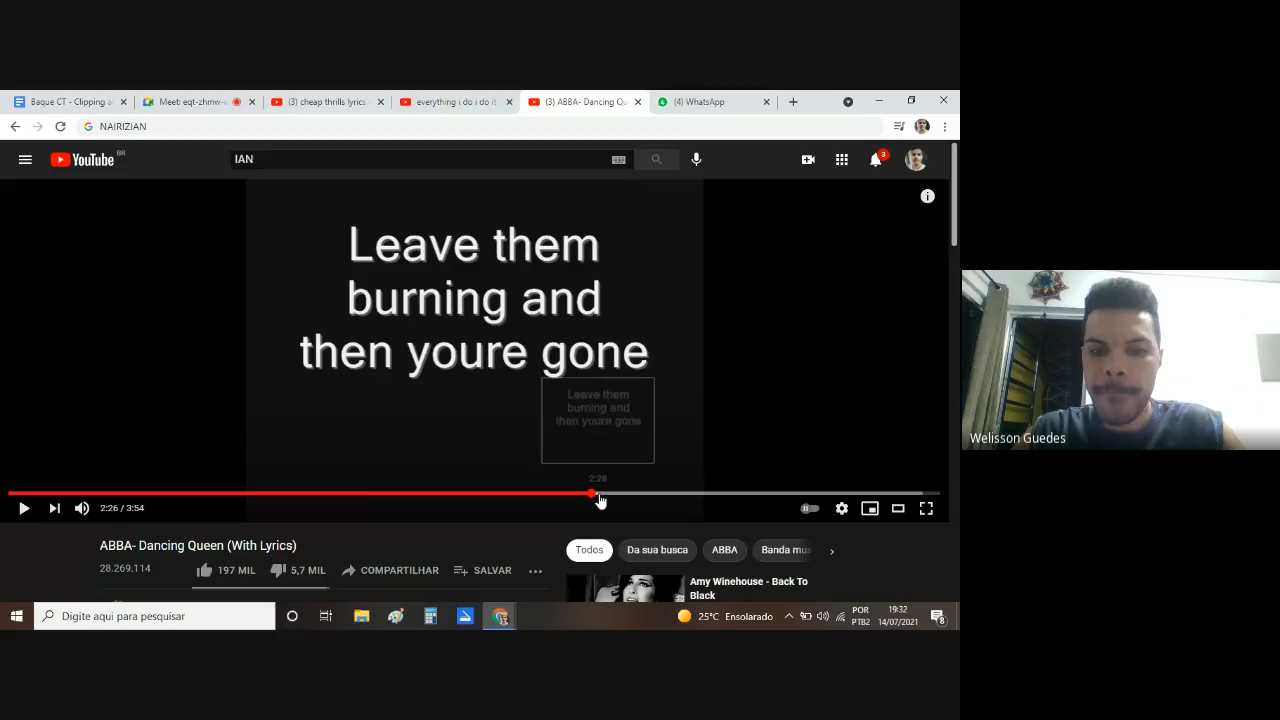 Baque CT - Clipping a
Meet: eqt-zhmw-
(3) cheap thrills lyrics -
everything i do i do it
(3) ABBA- Dancing Qu
(4) WhatsApp
NAIRIZIAN
YouTube BR
IAN
3
Leave them
burning and
then youre gone
Leave them
burning and
then youre gone
2:28
2:26 / 3:54
ABBA- Dancing Queen (With Lyrics)
28.269.114
197 MIL
5,7 MIL
COMPARTILHAR
SALVAR
Todos
Da sua busca
ABBA
Banda mus
Amy Winehouse - Back To
Black
Welisson Guedes
Digite aqui para pesquisar
25°C Ensolarado
POR
PTB2
19:32
14/07/2021
8